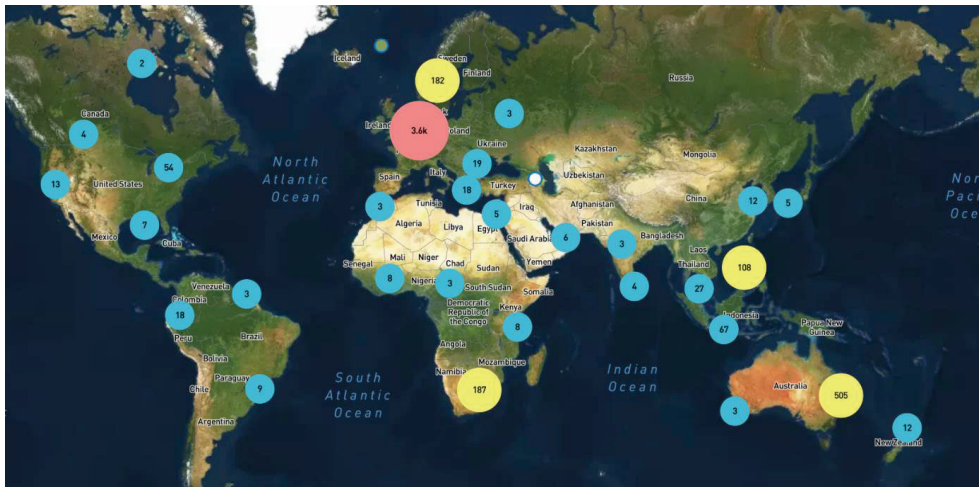 Iceland
Sweden
Finland
Russia
2
182
Canada
4
3
Ireland
3.6k
k
oland
Ukraine
Kazakhstan
Mongolia
North
Atlantic
Ocean
54
13
United States
19
Italy
Spain
18
Turkey
Uzbekistan
China
12
5
No
Pac
Oce
7
Mexico
Cuba
3
Tunisia
Algeria
Libya
5
Egypt
Iraq
Afghanistan
Pakistan
Saudi Arabia
6
3
Bangladesh
Laos
Thailand
108
Senegal
Mali
Niger
Chad
Sudan
Yemen
8
Nigeria
3
South Sudan
Somalia
4
27
Venezuela
3
Colombia
18
Democratic
Republic of
the Congo
Kenya
8
67
Indonesia
Papua New
Guinea
Peru
Brazil
Angola
Bolivia
Mozambique
Namibia
187
Paraguay
Chile
9
Argentina
South
Atlantic
Ocean
Indian
Ocean
Australia
505
3
12
New Zealand